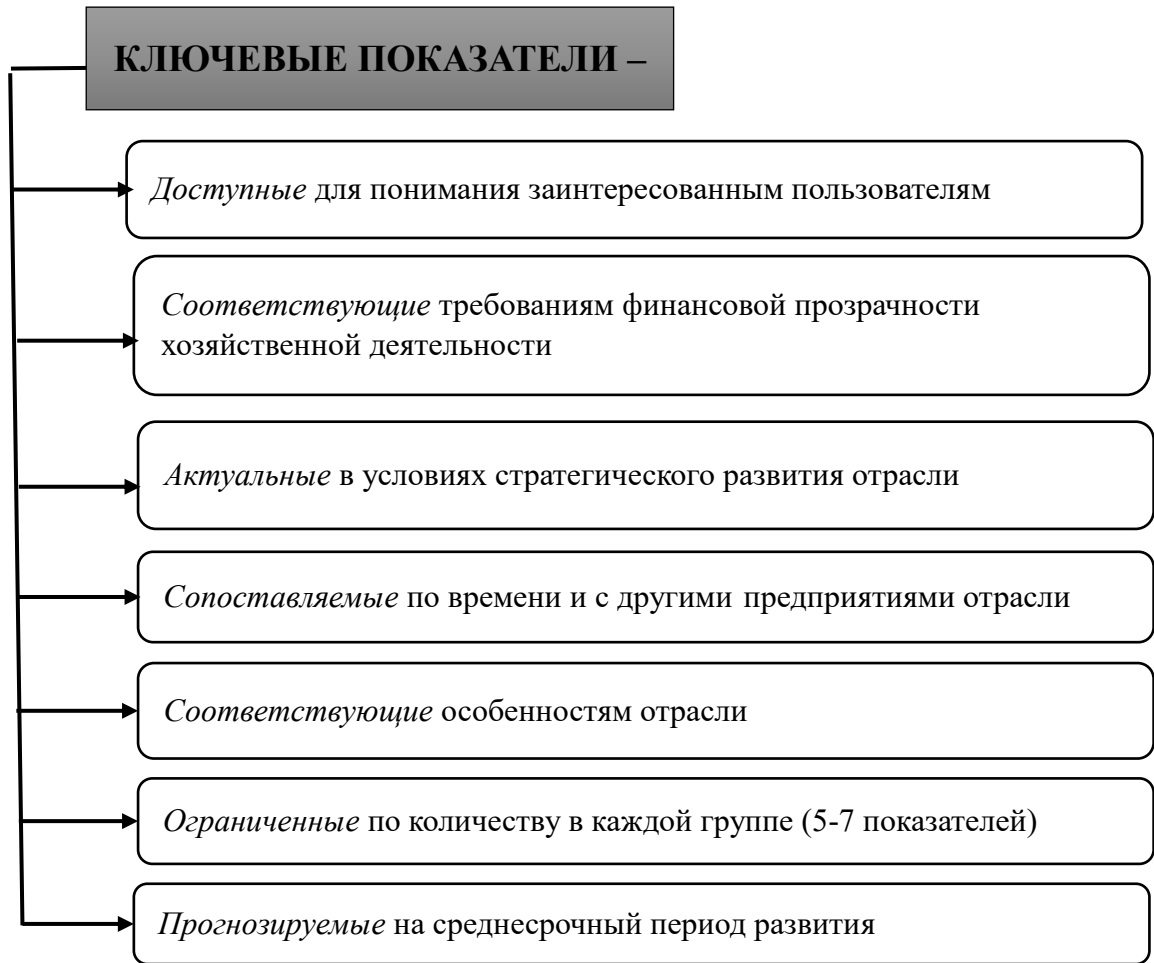 КЛЮЧЕВЫЕ ПОКАЗАТЕЛИ –
Доступные для понимания заинтересованным пользователям
Соответствующие требованиям финансовой прозрачности
хозяйственной деятельности
Актуальные в условиях стратегического развития отрасли
Сопоставляемые по времени и с другими предприятиями отрасли
Соответствующие особенностям отрасли
Ограниченные по количеству в каждой группе (5-7 показателей)
Прогнозируемые на среднесрочный период развития